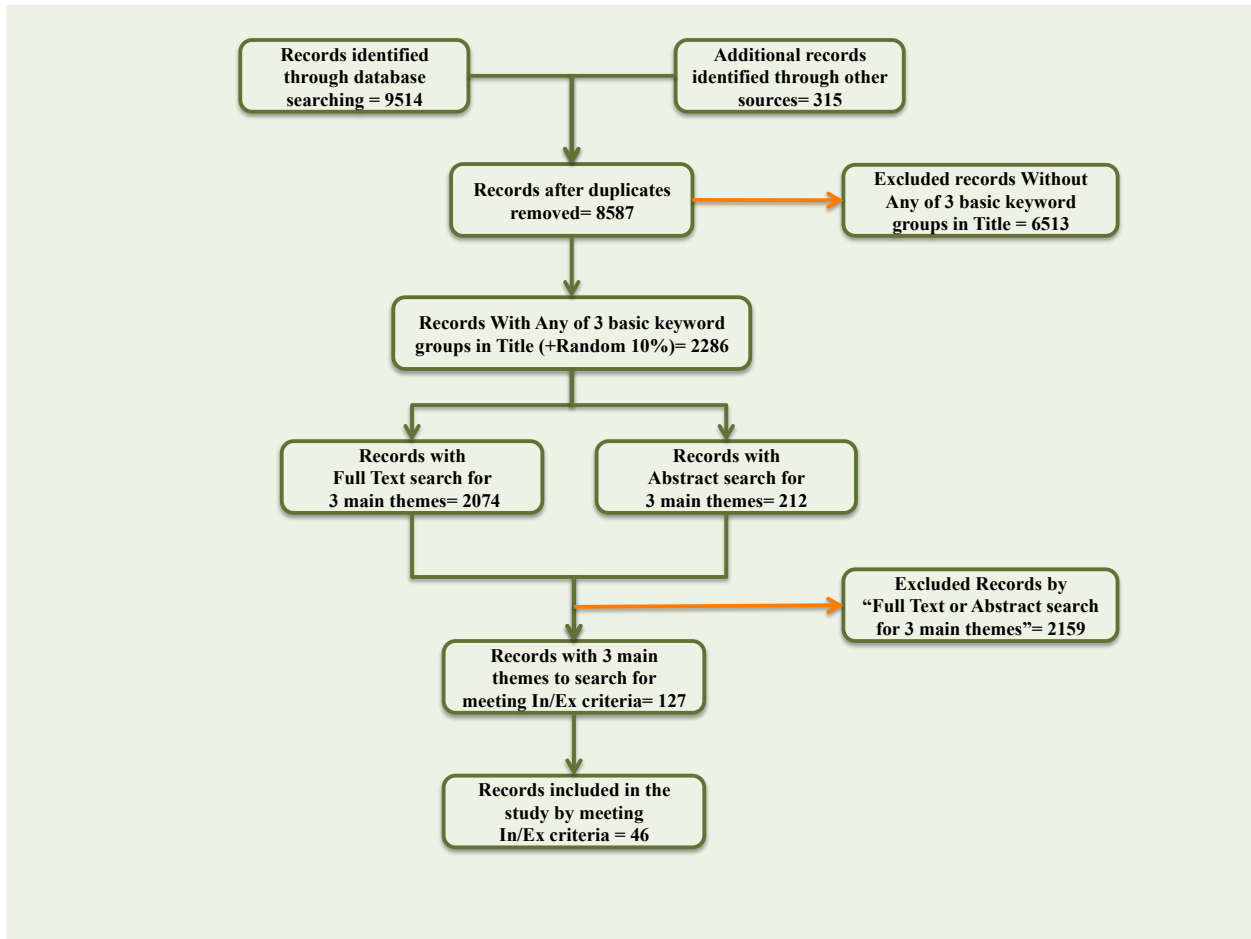 Records identified
through database
searching = 9514
Additional records
identified through other
sources= 315
Records after duplicates
removed= 8587
Excluded records Without
Any of 3 basic keyword
groups in Title = 6513
Records With Any of 3 basic keyword
groups in Title (+Random 10%)= 2286
Records with
Full Text search for
3 main themes= 2074
Records with
Abstract search for
3 main themes= 212
Excluded Records by
“Full Text or Abstract search
for 3 main themes”= 2159
Records with 3 main
themes to search for
meeting In/Ex criteria= 127
Records included in the
study by meeting
In/Ex criteria = 46